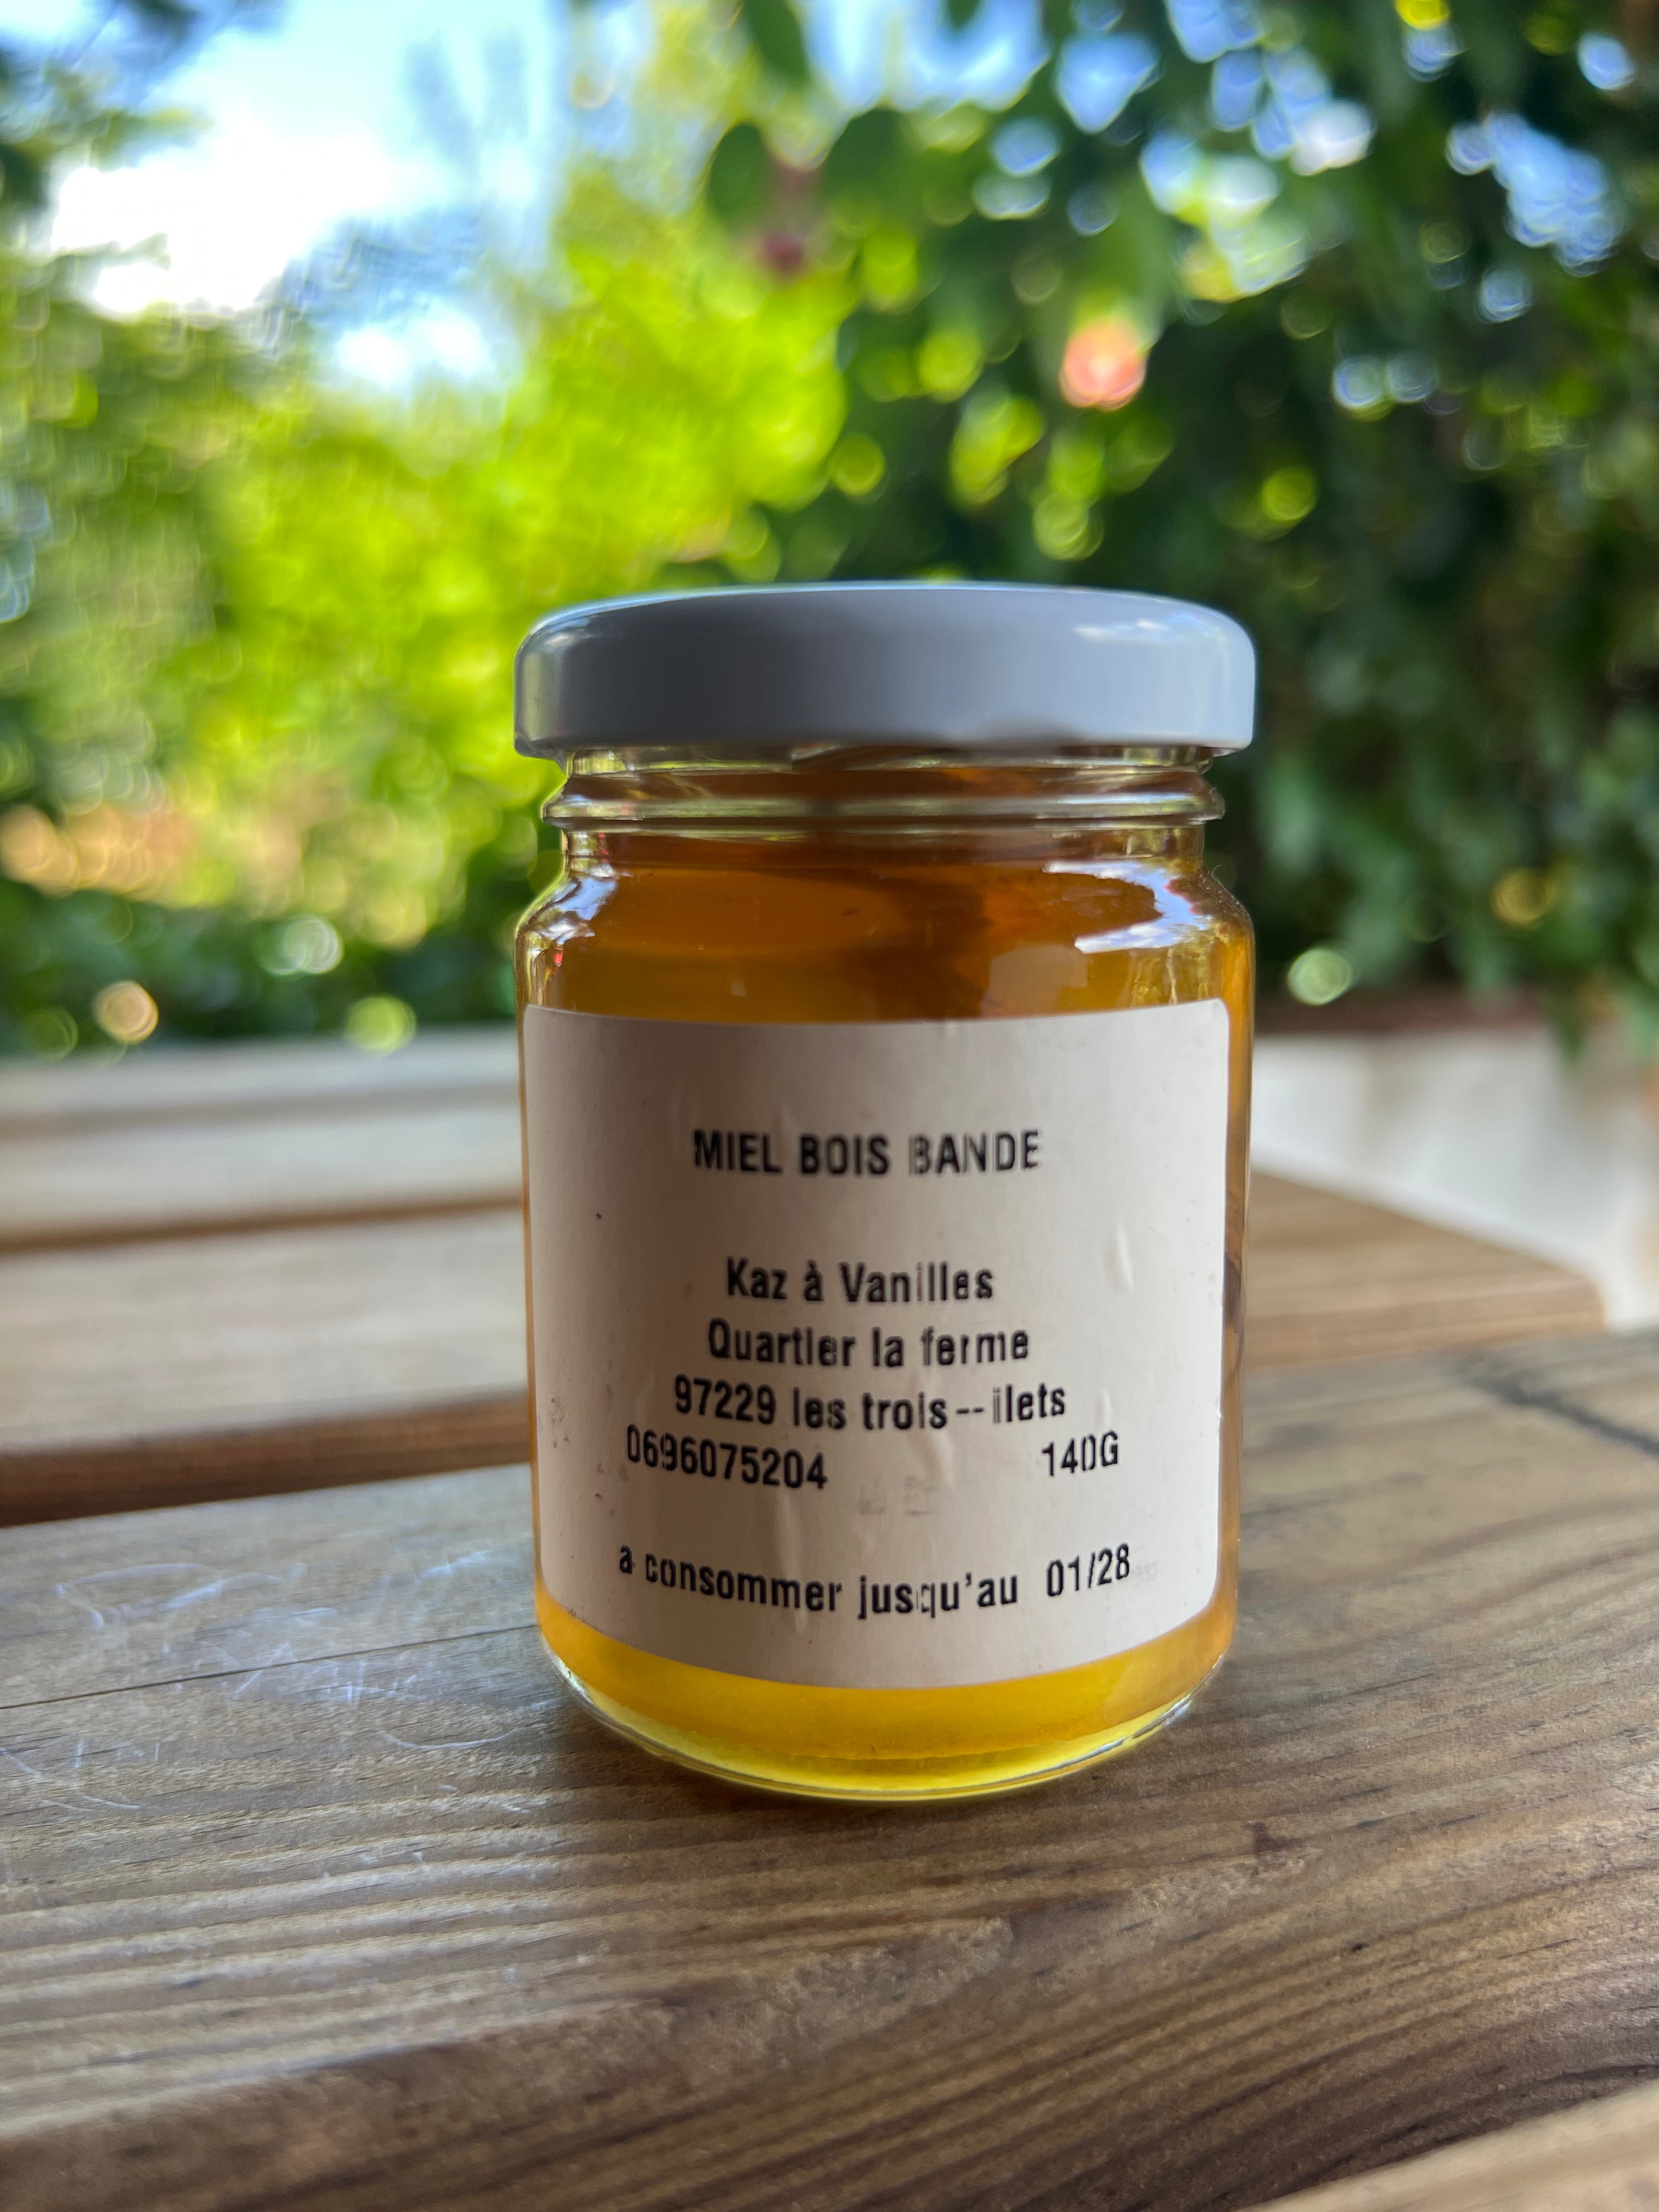 MIEL BOIS BANDE
Kaz à Vanilles
Quartier la ferme
97229 les trois--ilets
0696075204 140G
a consommer jusqu'au 01/28